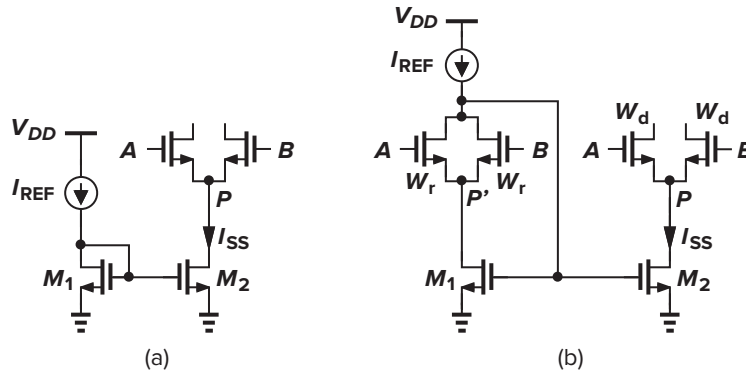 V_DD
I_REF
A
B
P
I_SS
M_1
M_2
(a)
V_DD
I_REF
A
B
W_r
P'
W_r
M_1
W_d
W_d
A
B
P
I_SS
M_2
(b)